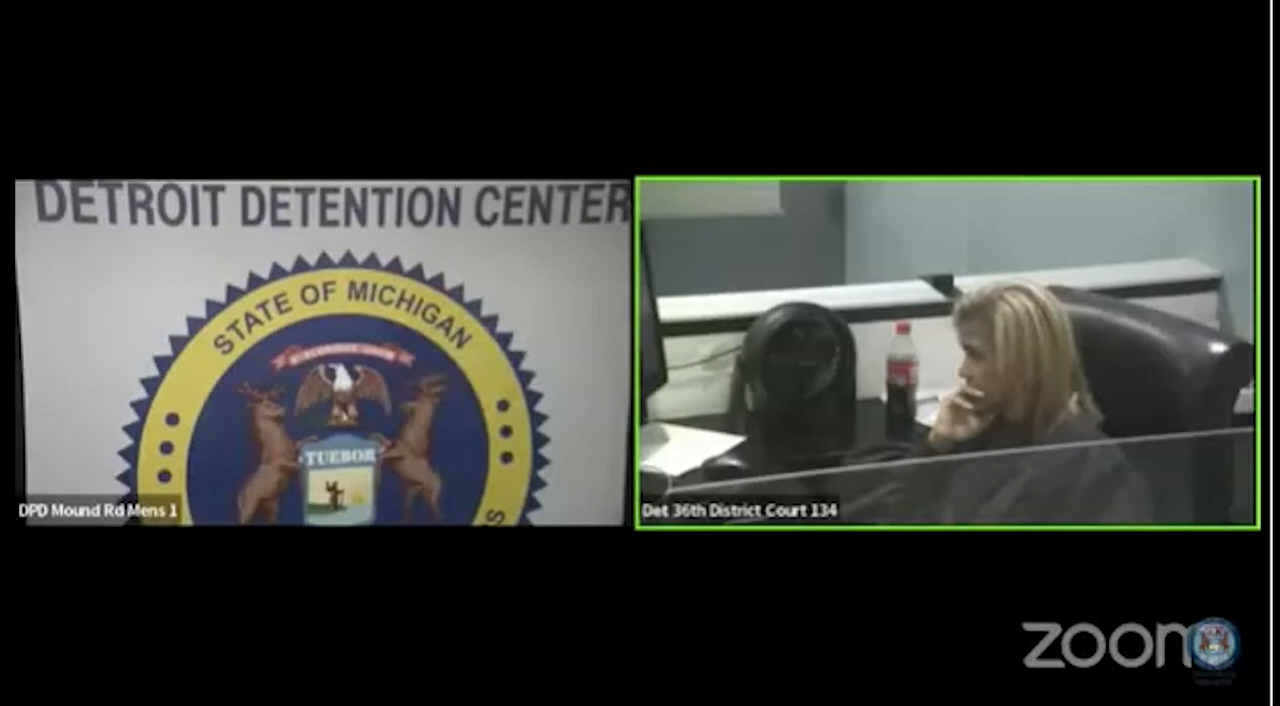 DETROIT DETENTION CENTER
STATE OF MICHIGAN
TUEBOR
DPD Mound Rd Mens 1
Det 36th District Court 134
zoom